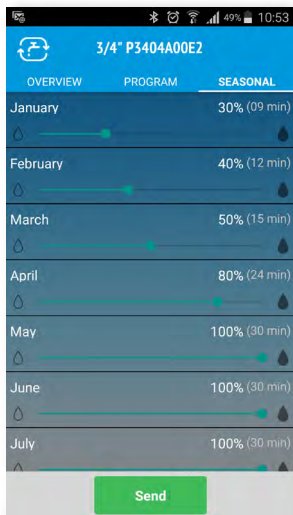 49% 10:53
3/4" P3404A00E2
OVERVIEW PROGRAM SEASONAL
January 30% (09 min)
February 40% (12 min)
March 50% (15 min)
April 80% (24 min)
May 100% (30 min)
June 100% (30 min)
July 100% (30 min)
Send